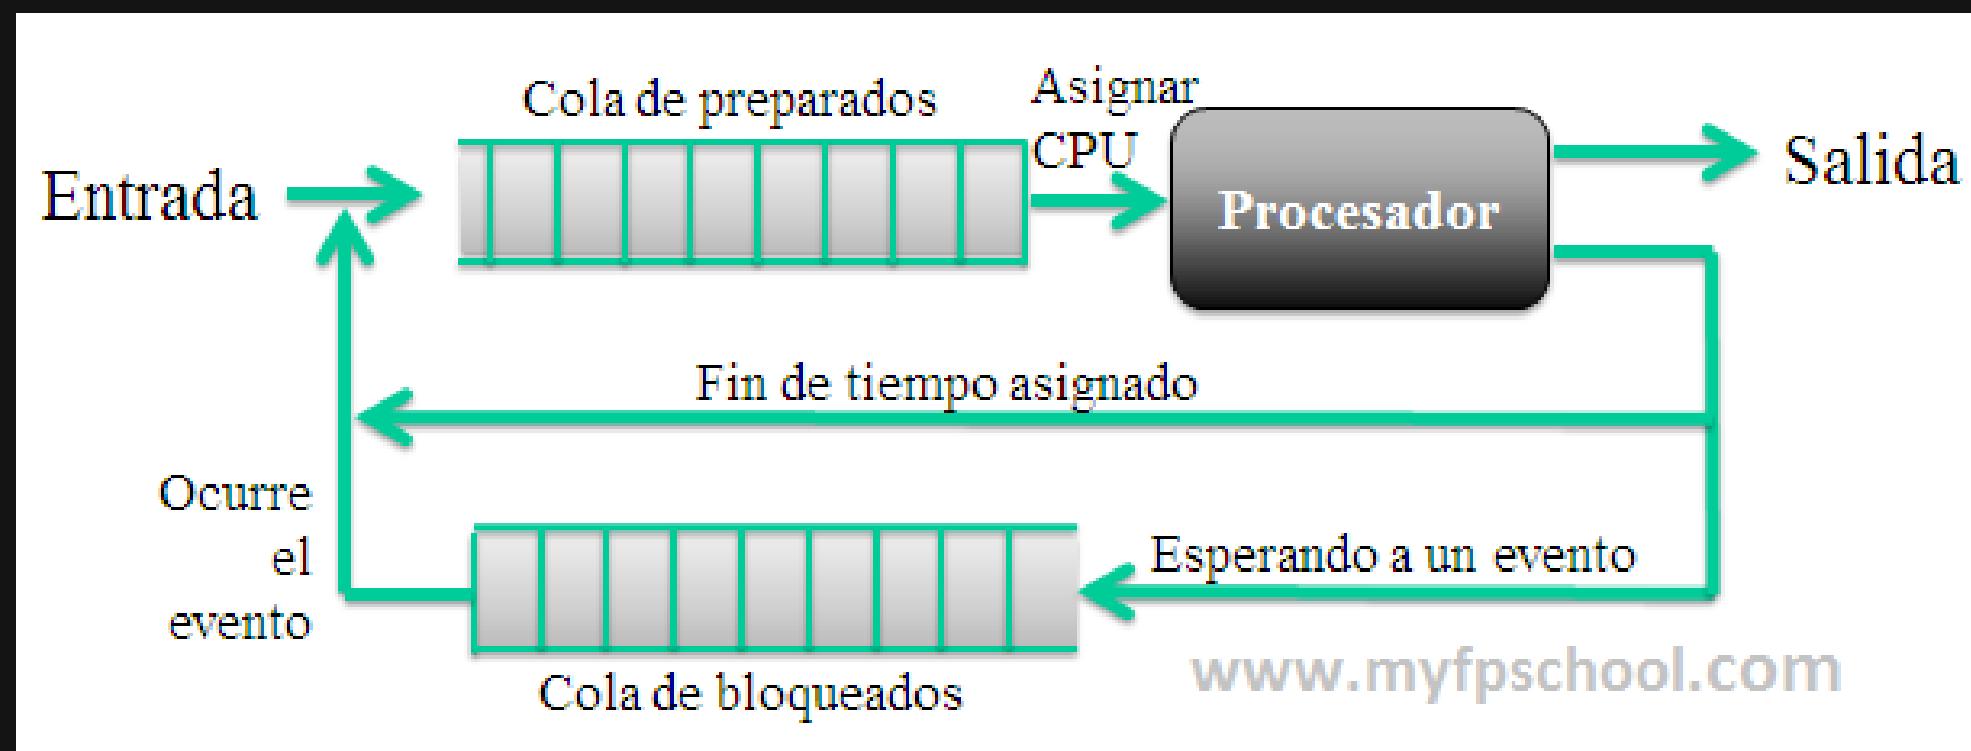 Cola de preparados
Asignar
CPU
Entrada
Procesador
Salida
Fin de tiempo asignado
Ocurre
el
evento
Esperando a un evento
Cola de bloqueados
www.myfpschool.com